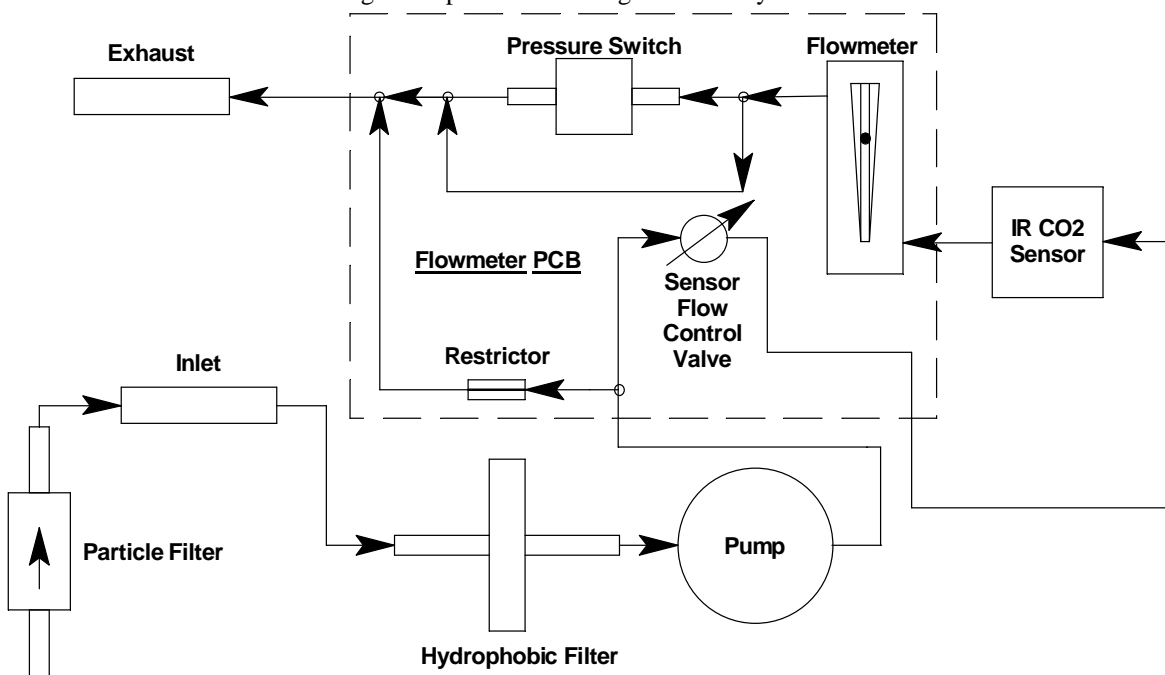 Pressure Switch
Flowmeter
Exhaust
IR CO2
Sensor
Flowmeter PCB
Sensor
Flow
Control
Valve
Restrictor
Inlet
Particle Filter
Pump
Hydrophobic Filter